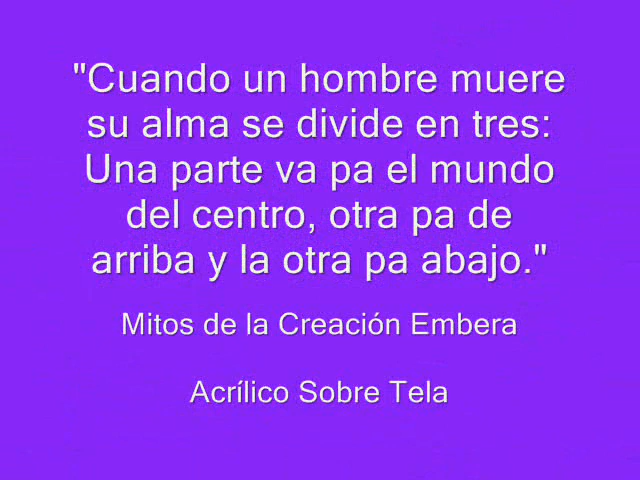 "Cuando un hombre muere
su alma se divide en tres:
Una parte va pa el mundo
del centro, otra pa de
arriba y la otra pa abajo."
Mitos de la Creación Embera
Acrílico Sobre Tela